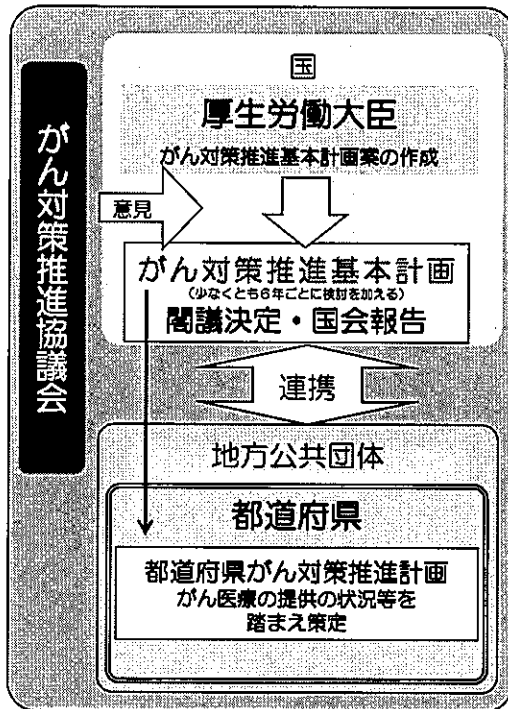 がん対策推進協議会
国
厚生労働大臣
がん対策推進基本計画案の作成
意見
がん対策推進基本計画
(少なくとも6年ごとに検討を加える)
閣議決定・国会報告
連携
地方公共団体
都道府県
都道府県がん対策推進計画
がん医療の提供の状況等を
踏まえ策定